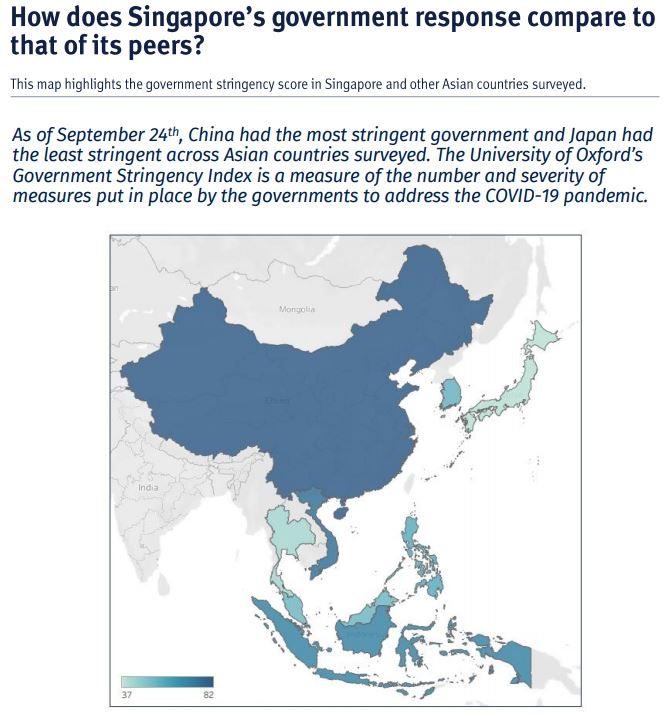 How does Singapore's government response compare to
that of its peers?
This map highlights the government stringency score in Singapore and other Asian countries surveyed.
As of September 24th, China had the most stringent government and Japan had
the least stringent across Asian countries surveyed. The University of Oxford's
Government Stringency Index is a measure of the number and severity of
measures put in place by the governments to address the COVID-19 pandemic.
Mongolia
China
India
Indonesia
37 82